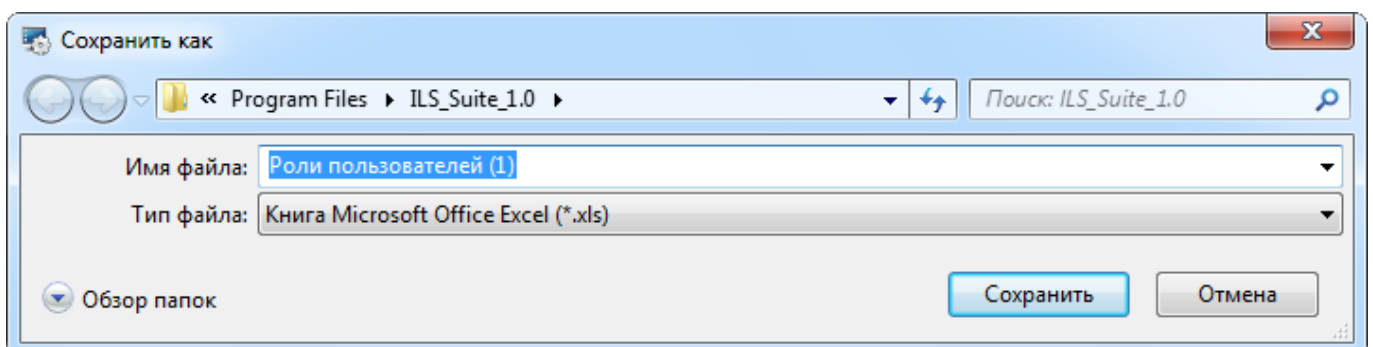 Сохранить как
« Program Files ▸ ILS_Suite_1.0 ▸ Поиск: ILS_Suite_1.0
Имя файла: Роли пользователей (1)
Тип файла: Книга Microsoft Office Excel (*.xls)
Обзор папок Сохранить Отмена